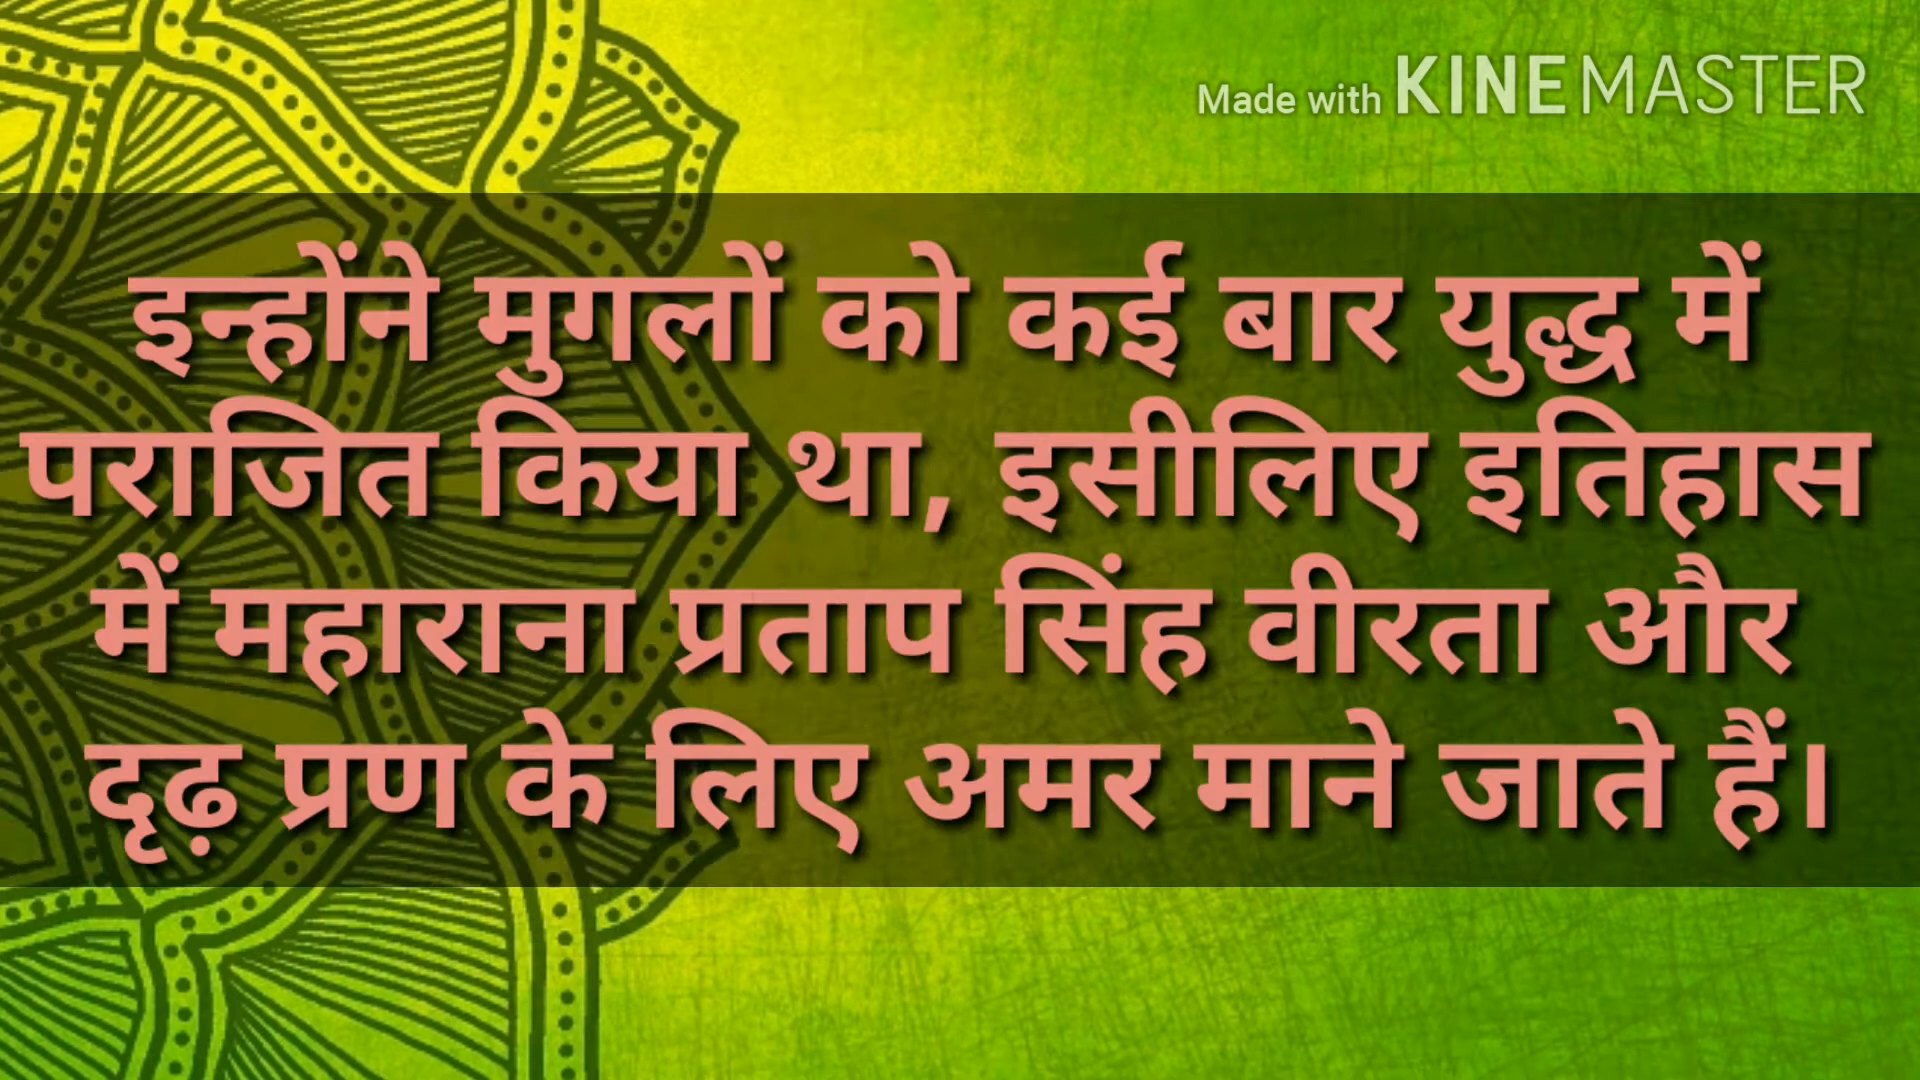 Made with KINEMASTER
इन्होंने मुगलों को कई बार युद्ध में
पराजित किया था, इसीलिए इतिहास
में महाराना प्रताप सिंह वीरता और
दृढ़ प्रण के लिए अमर माने जाते हैं।